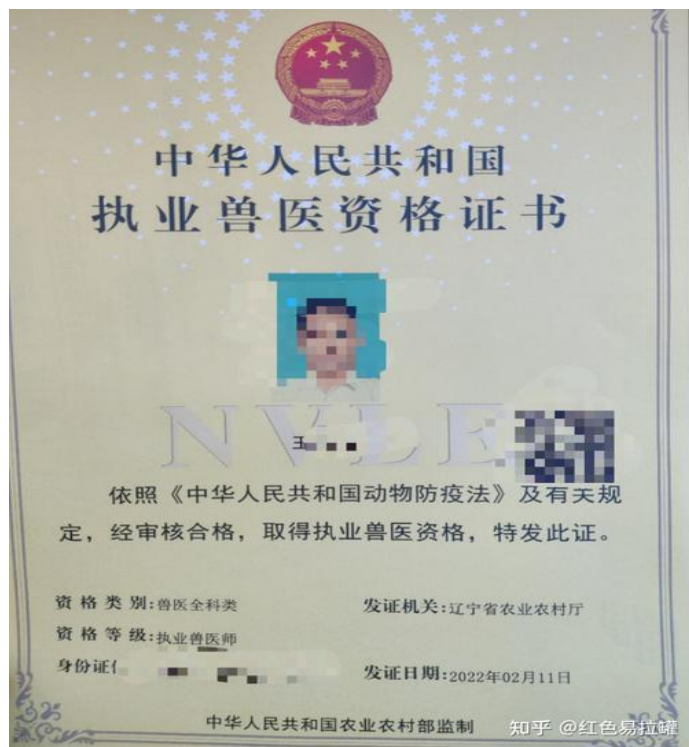 中华人民共和国
执业兽医资格证书
NVLE
王
依照《中华人民共和国动物防疫法》及有关规
定，经审核合格，取得执业兽医资格，特发此证。
资格类别:兽医全科类
发证机关:辽宁省农业农村厅
资格等级:执业兽医师
身份证
发证日期:2022年02月11日
中华人民共和国农业农村部监制
知乎 @红色易拉罐